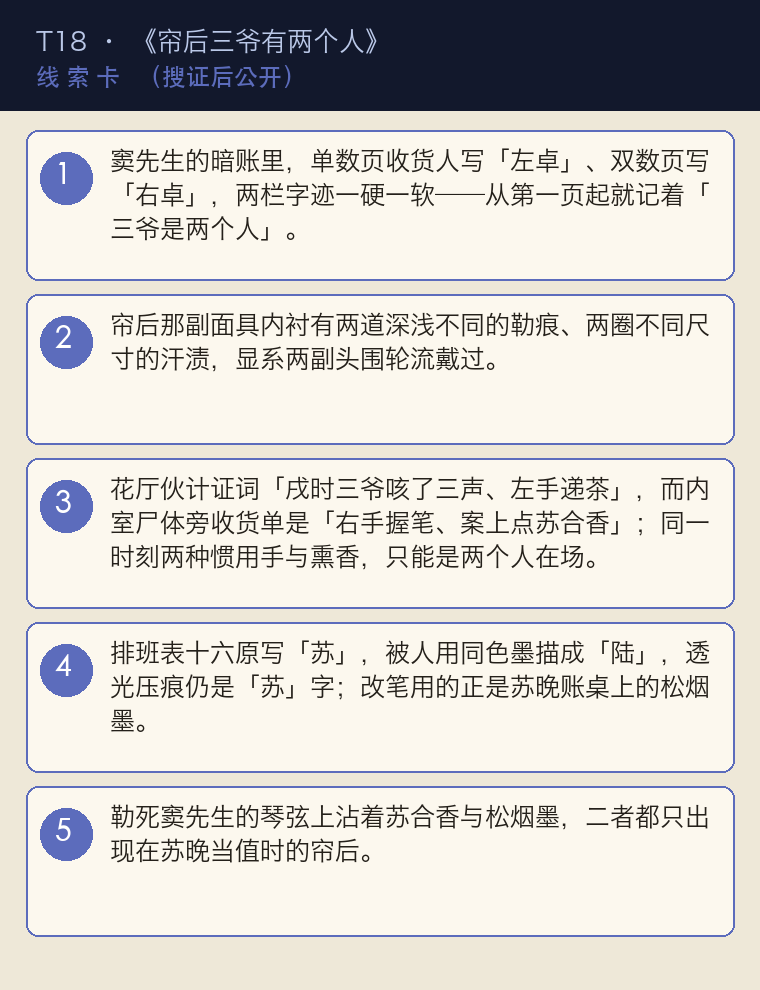 T18 · 《帘后三爷有两个人》
线 索 卡 （搜证后公开）
1
窦先生的暗账里，单数页收货人写「左卓」、双数页写
「右卓」，两栏字迹一硬一软——从第一页起就记着「
三爷是两个人」。
2
帘后那副面具内衬有两道深浅不同的勒痕、两圈不同尺
寸的汗渍，显系两副头围轮流戴过。
3
花厅伙计证词「戌时三爷咳了三声、左手递茶」，而内
室尸体旁收货单是「右手握笔、案上点苏合香」；同一
时刻两种惯用手与熏香，只能是两个人在场。
4
排班表十六原写「苏」，被人用同色墨描成「陆」，透
光压痕仍是「苏」字；改笔用的正是苏晚账桌上的松烟
墨。
5
勒死窦先生的琴弦上沾着苏合香与松烟墨，二者都只出
现在苏晚当值时的帘后。